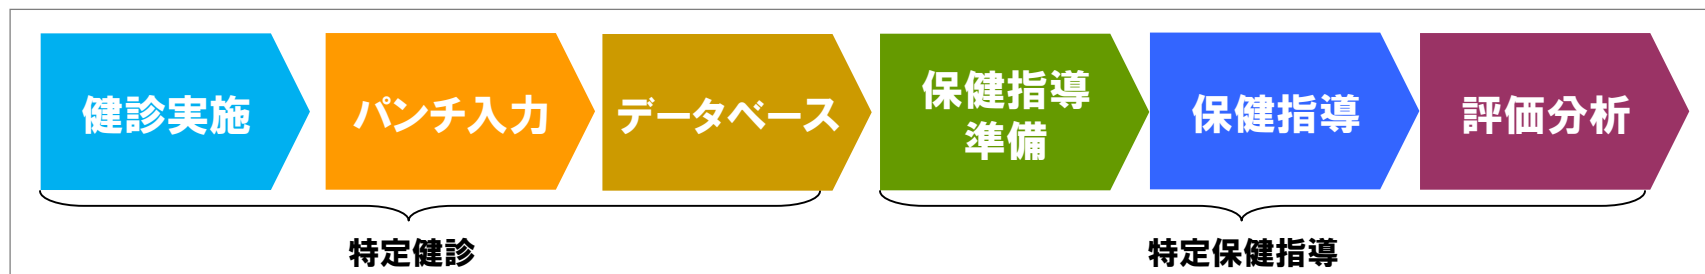 健診実施
パンチ入力
データベース
保健指導
準備
保健指導
評価分析
特定健診
特定保健指導